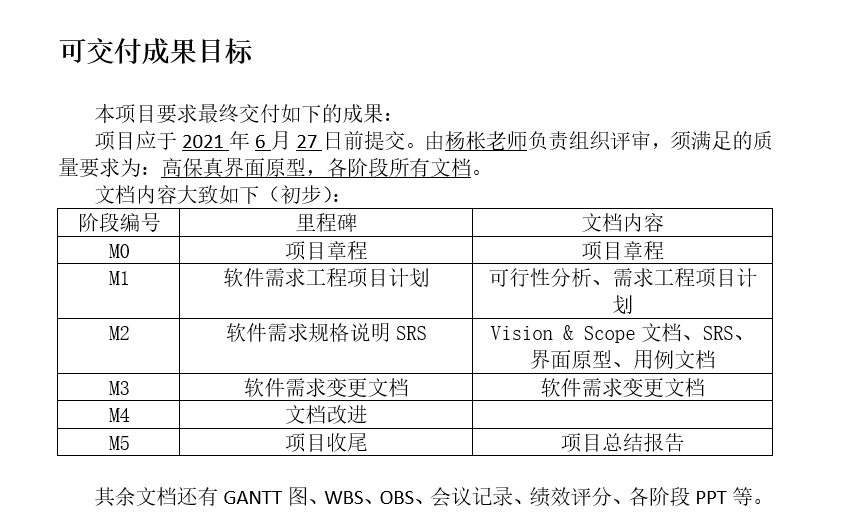 可交付成果目标
本项目要求最终交付如下的成果：
项目应于 2021 年 6 月 27 日前提交。由杨枨老师负责组织评审，须满足的质
量要求为：高保真界面原型，各阶段所有文档。
文档内容大致如下（初步）：
阶段编号 里程碑 文档内容
M0 项目章程 项目章程
M1 软件需求工程项目计划 可行性分析、需求工程项目计
划
M2 软件需求规格说明 SRS Vision & Scope 文档、SRS、
界面原型、用例文档
M3 软件需求变更文档 软件需求变更文档
M4 文档改进
M5 项目收尾 项目总结报告
其余文档还有 GANTT 图、WBS、OBS、会议记录、绩效评分、各阶段 PPT 等。